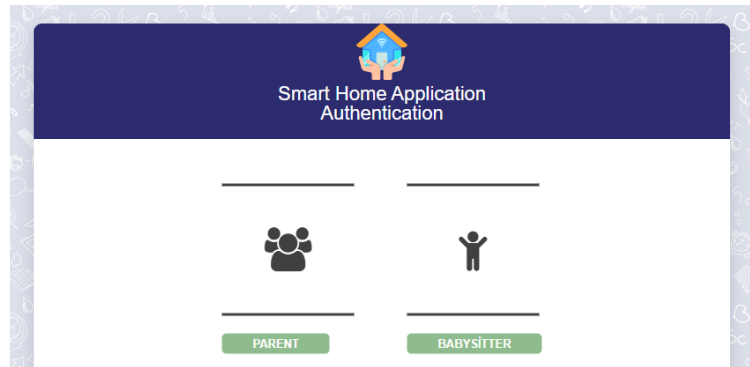 Smart Home Application
Authentication
PARENT
BABYSİTTER